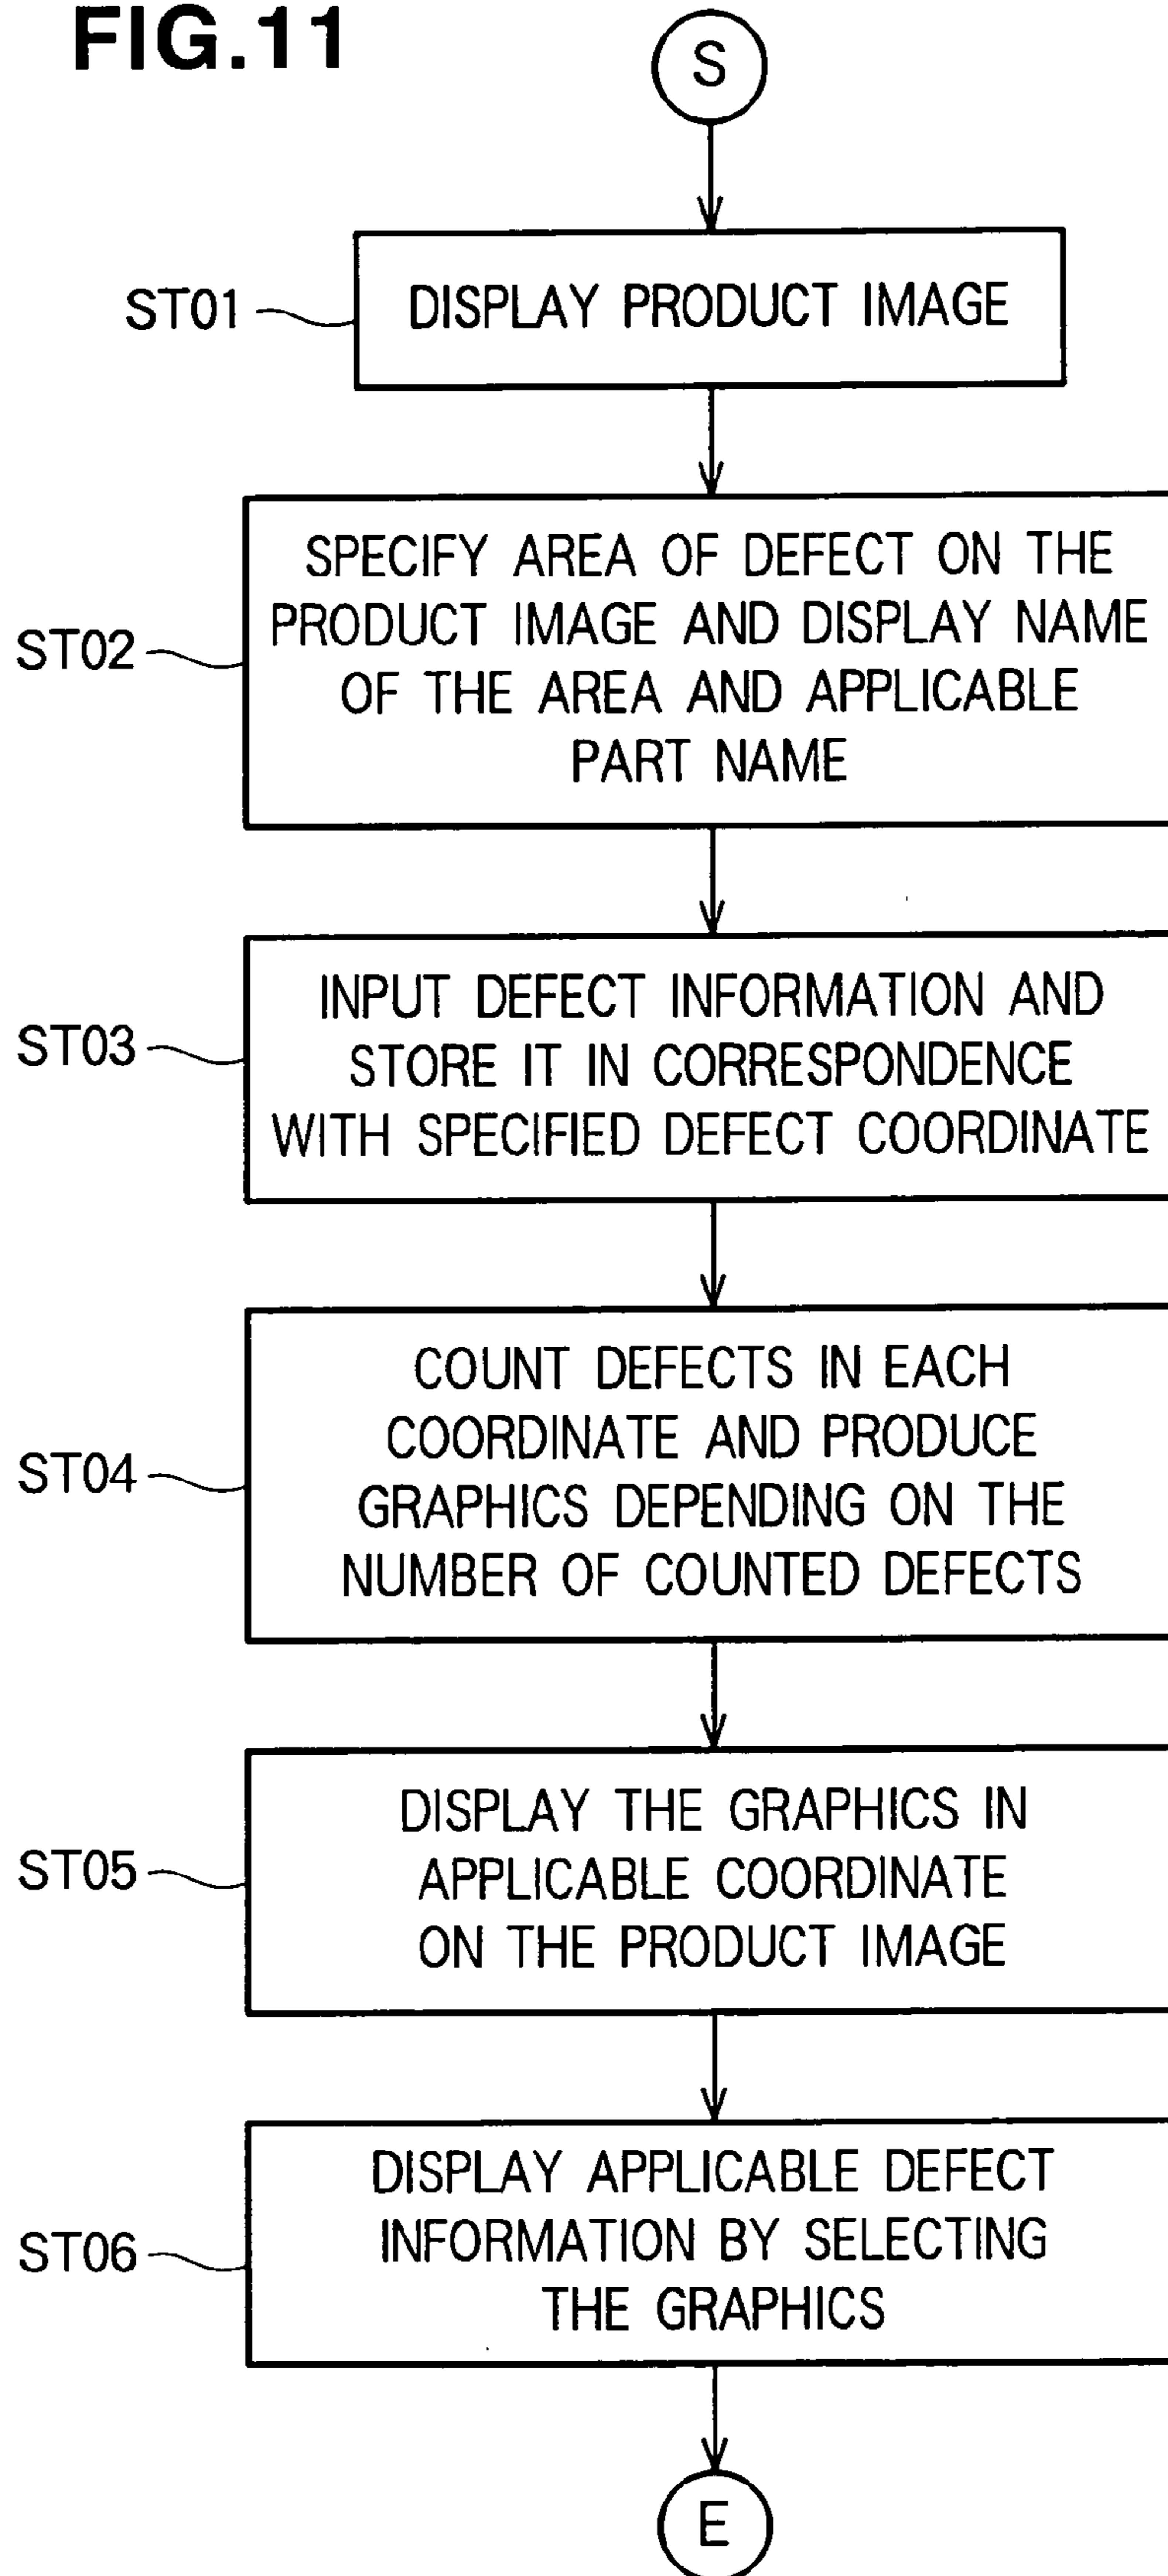 FIG.11
S
ST01
DISPLAY PRODUCT IMAGE
ST02
SPECIFY AREA OF DEFECT ON THE
PRODUCT IMAGE AND DISPLAY NAME
OF THE AREA AND APPLICABLE
PART NAME
ST03
INPUT DEFECT INFORMATION AND
STORE IT IN CORRESPONDENCE
WITH SPECIFIED DEFECT COORDINATE
ST04
COUNT DEFECTS IN EACH
COORDINATE AND PRODUCE
GRAPHICS DEPENDING ON THE
NUMBER OF COUNTED DEFECTS
ST05
DISPLAY THE GRAPHICS IN
APPLICABLE COORDINATE
ON THE PRODUCT IMAGE
ST06
DISPLAY APPLICABLE DEFECT
INFORMATION BY SELECTING
THE GRAPHICS
E